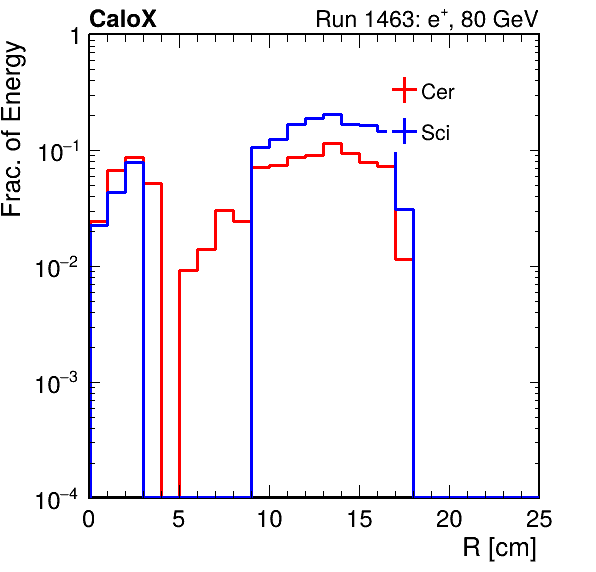 CaloX Run 1463: e⁺, 80 GeV
Frac. of Energy
1
10⁻¹
10⁻²
10⁻³
10⁻⁴
Cer
Sci
0 5 10 15 20 25
R [cm]